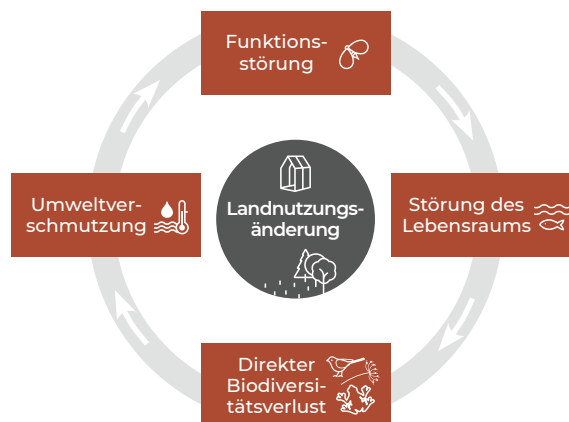 Funktions-
störung
Umweltver-
schmutzung
Landnutzungs-
änderung
Störung des
Lebensraums
Direkter
Biodiversi-
tätsverlust